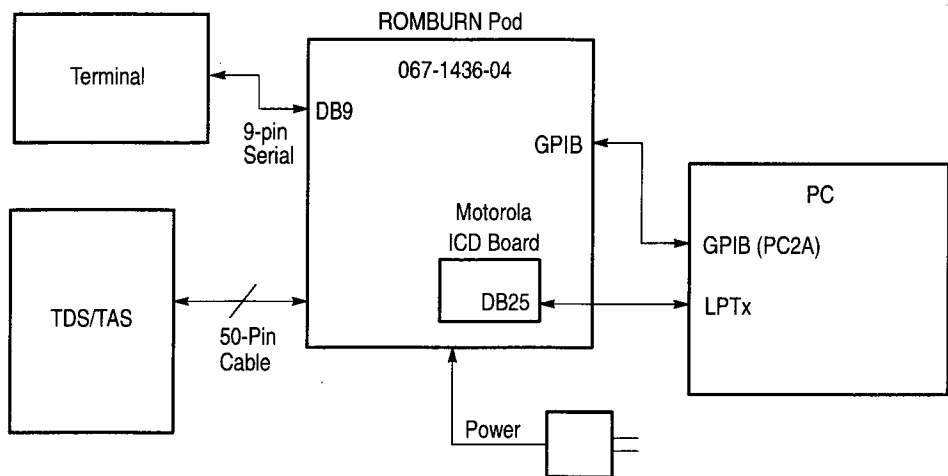 ROMBURN Pod
067-1436-04
Terminal
DB9
9-pin
Serial
GPIB
PC
Motorola
ICD Board
GPIB (PC2A)
DB25
LPTx
TDS/TAS
50-Pin
Cable
Power